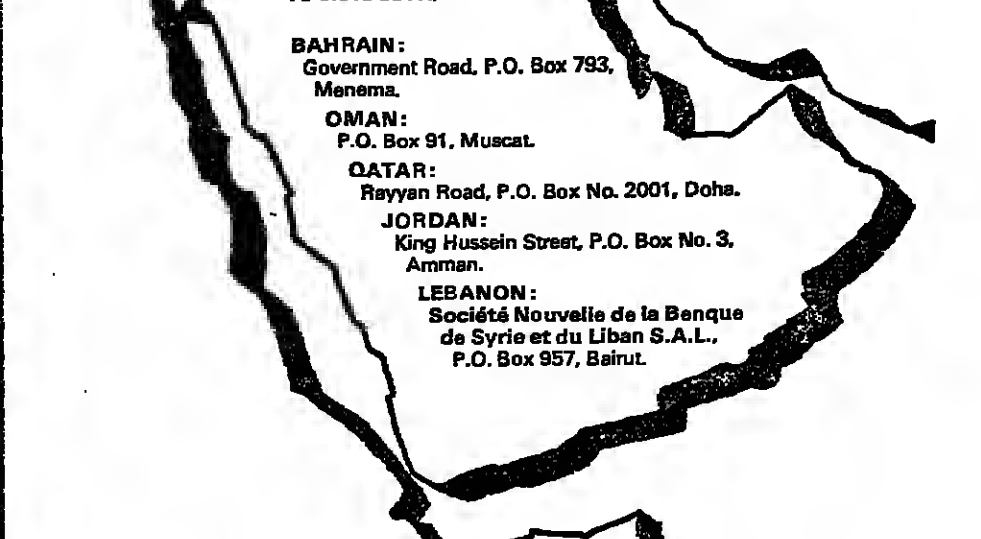 BAHRAIN:
Government Road, P.O. Box 793,
Menema.
OMAN:
P.O. Box 91, Muscat.
QATAR:
Rayyan Road, P.O. Box No. 2001, Doha.
JORDAN:
King Hussein Street, P.O. Box No. 3,
Amman.
LEBANON:
Société Nouvelle de la Banque
de Syrie et du Liban S.A.L.,
P.O. Box 957, Bairut.